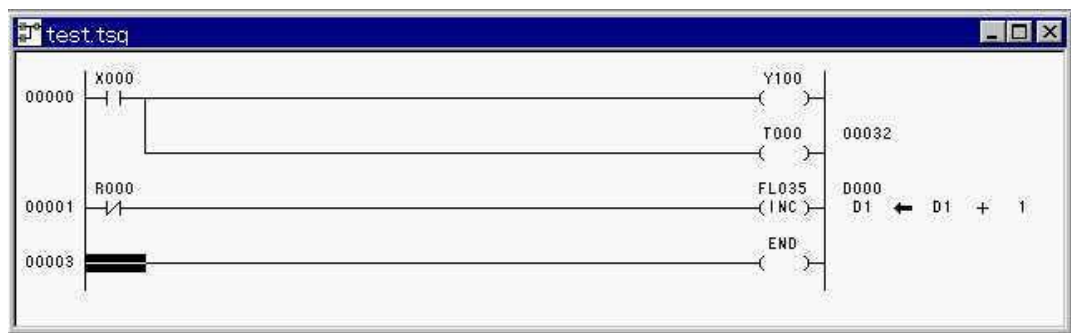 test.tsq
X000 Y100
00000
T000 00032
R000 FL035 D000
00001 INC D1 ← D1 + 1
END
00003